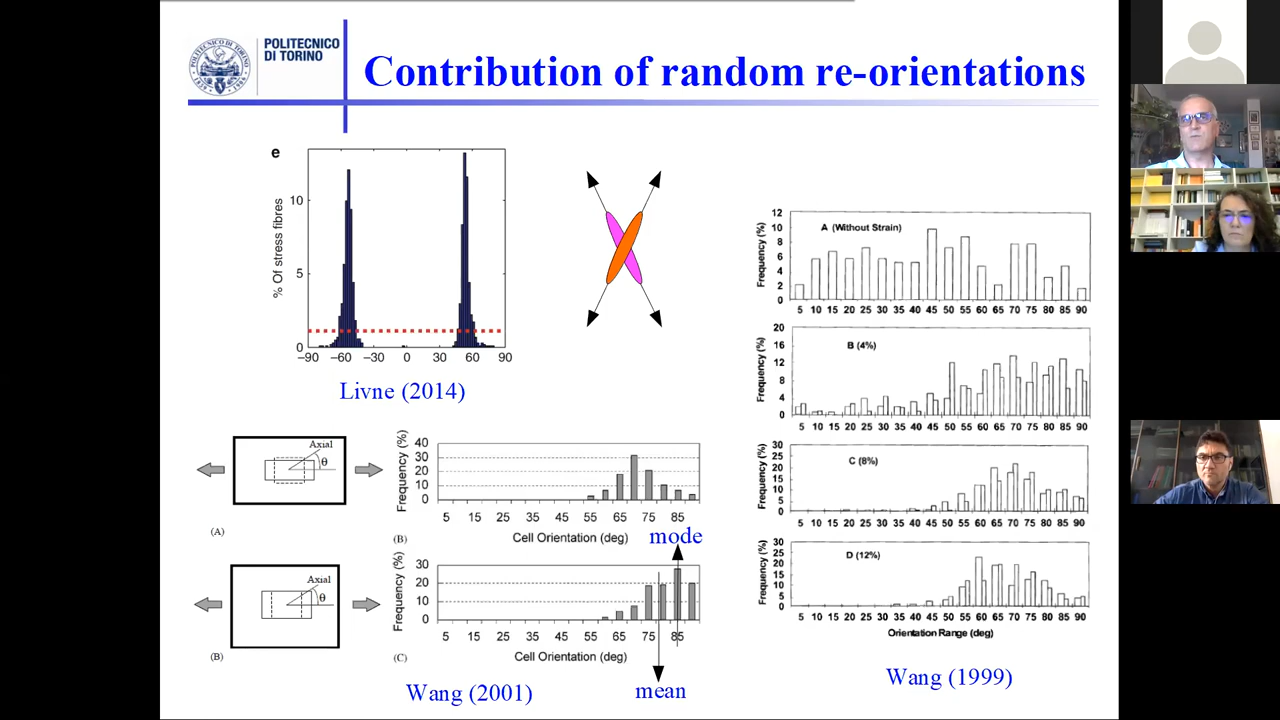 POLITECNICO
DI TORINO
Contribution of random re-orientations
e
% Of stress fibres
10
5
0
−90 −60 −30 0 30 60 90
Livne (2014)
Axial
θ
(A)
Frequency (%)
40
30
20
10
0
5 15 25 35 45 55 65 75 85
(B)
Cell Orientation (deg)
mode
Axial
θ
(B)
Frequency (%)
30
20
10
0
5 15 25 35 45 55 65 75 85
(C)
Cell Orientation (deg)
Wang (2001)
mean
Frequency (%)
12
10
8
6
4
2
0
A (Without Strain)
5 10 15 20 25 30 35 40 45 50 55 60 65 70 75 80 85 90
Frequency (%)
20
16
12
8
4
0
B (4%)
5 10 15 20 25 30 35 40 45 50 55 60 65 70 75 80 85 90
Frequency (%)
30
25
20
15
10
5
0
C (8%)
5 10 15 20 25 30 35 40 45 50 55 60 65 70 75 80 85 90
Frequency (%)
30
25
20
15
10
5
0
D (12%)
5 10 15 20 25 30 35 40 45 50 55 60 65 70 75 80 85 90
Orientation Range (deg)
Wang (1999)